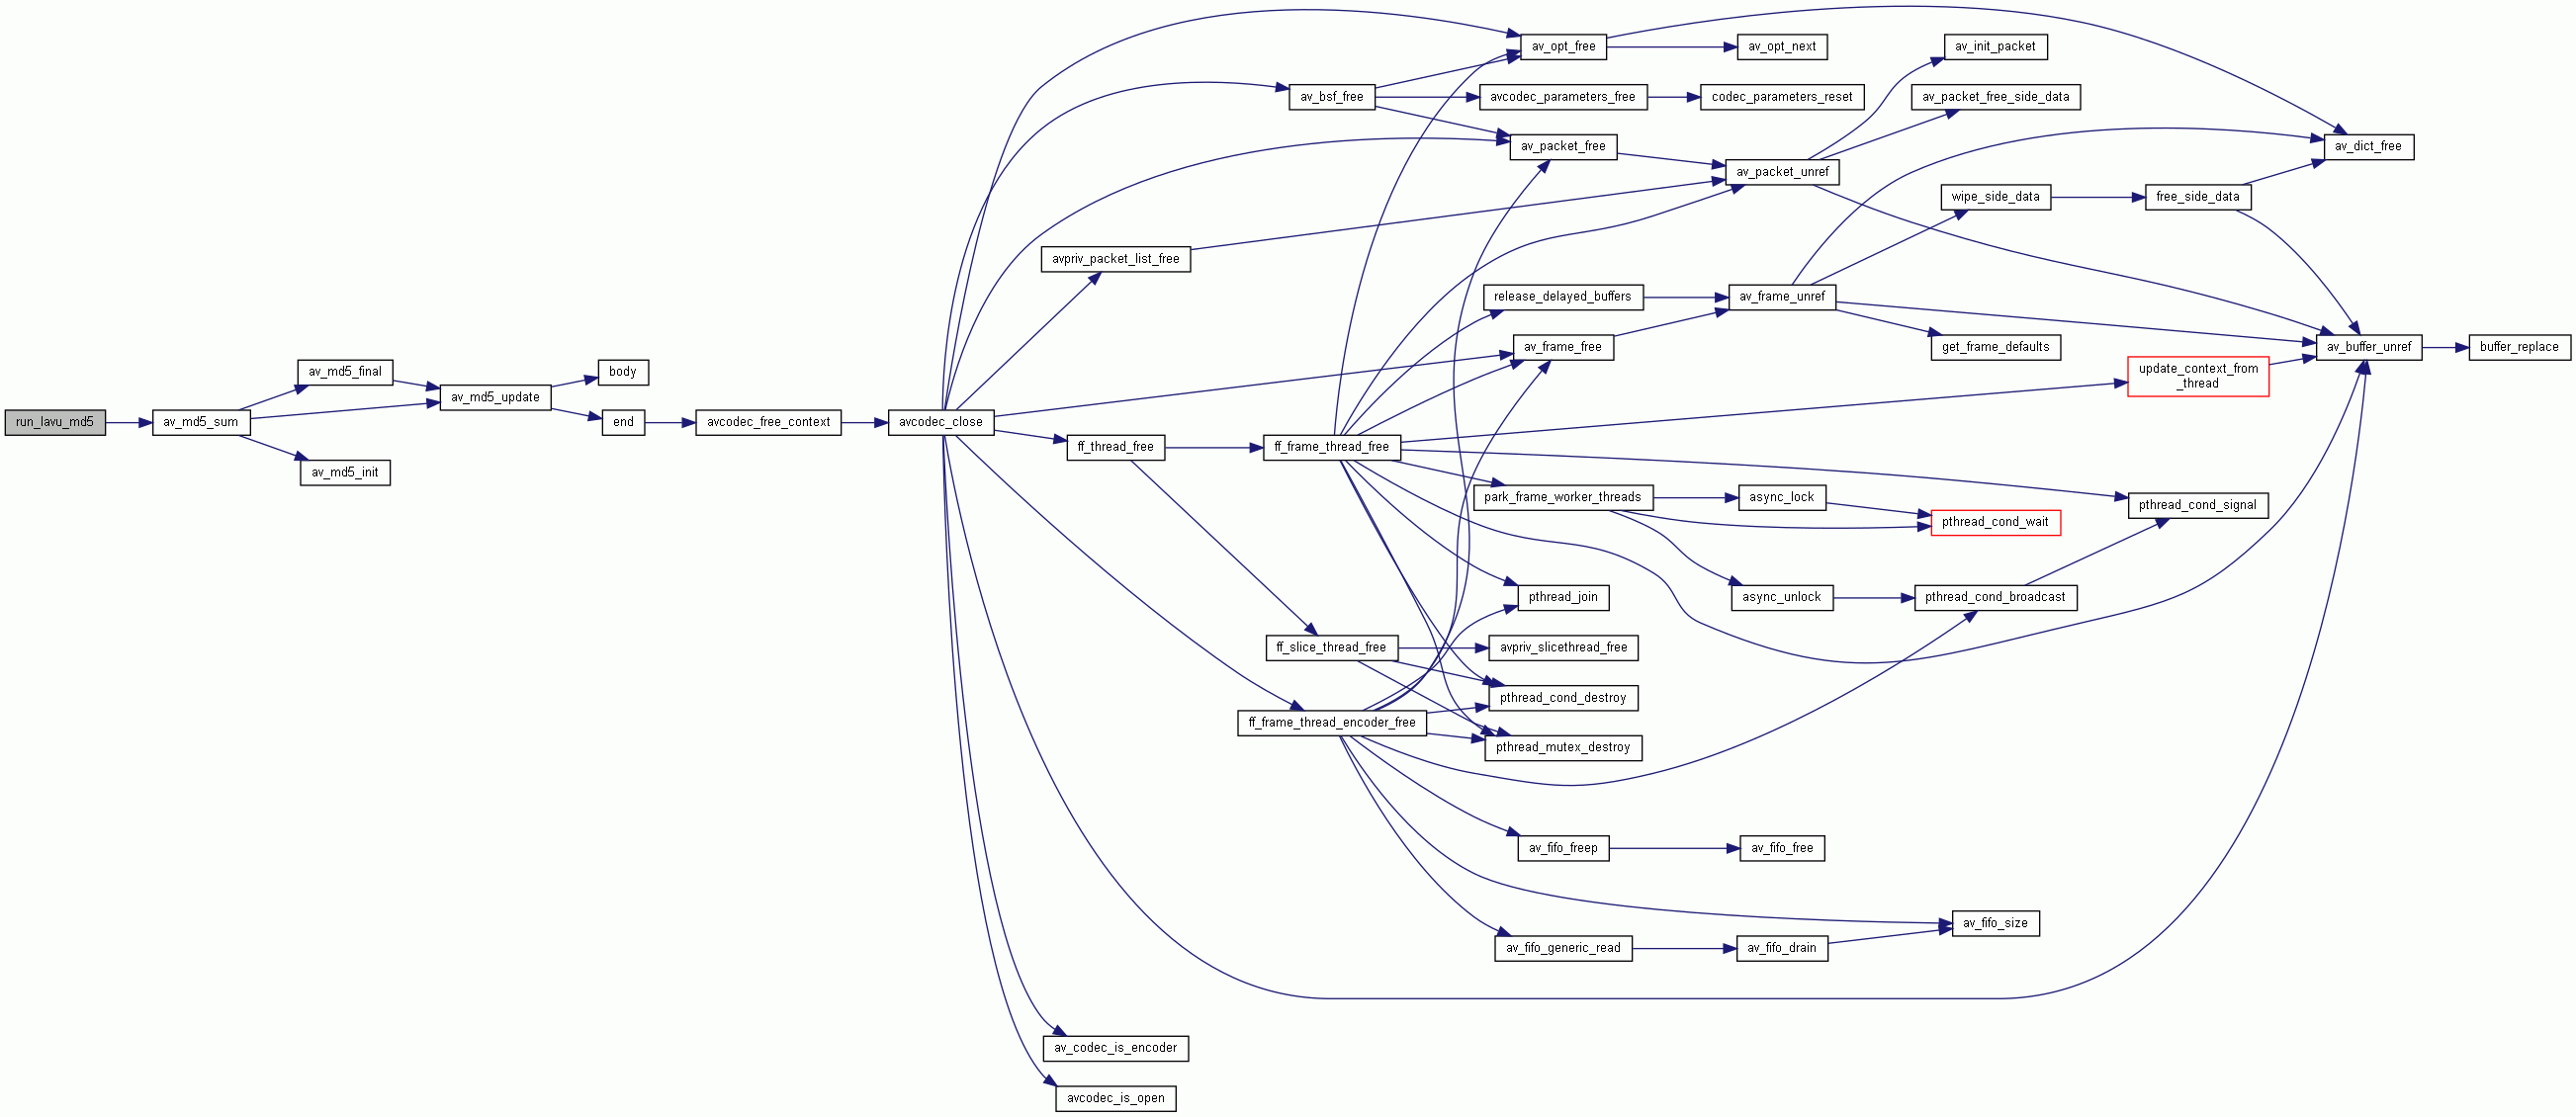 run_lavu_md5
av_md5_sum
av_md5_final
av_md5_init
av_md5_update
body
end
avcodec_free_context
avcodec_close
av_opt_free
av_opt_next
av_init_packet
av_bsf_free
avcodec_parameters_free
codec_parameters_reset
av_packet_free_side_data
av_packet_free
av_packet_unref
av_dict_free
wipe_side_data
free_side_data
avpriv_packet_list_free
release_delayed_buffers
av_frame_unref
av_frame_free
get_frame_defaults
av_buffer_unref
buffer_replace
update_context_from
_thread
ff_thread_free
ff_frame_thread_free
park_frame_worker_threads
async_lock
pthread_cond_wait
pthread_cond_signal
pthread_join
async_unlock
pthread_cond_broadcast
ff_slice_thread_free
avpriv_slicethread_free
pthread_cond_destroy
ff_frame_thread_encoder_free
pthread_mutex_destroy
av_fifo_freep
av_fifo_free
av_fifo_size
av_fifo_generic_read
av_fifo_drain
av_codec_is_encoder
avcodec_is_open